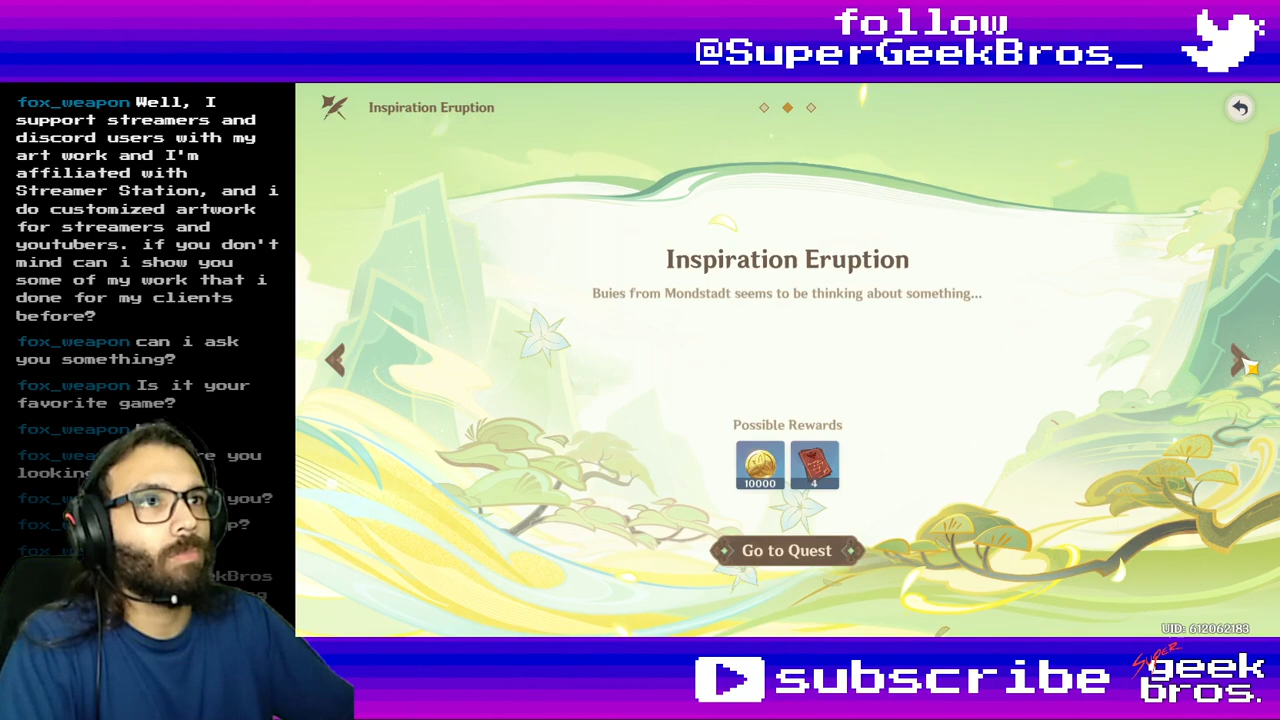 follow
@SuperGeekBros_
fox_weapon Well, I
support streamers and
discord users with my
art work and I'm
affiliated with
Streamer Station, and i
do customized artwork
for streamers and
youtubers. if you don't
mind can i show you
some of my work that i
done for my clients
before?
fox_weapon can i ask
you something?
fox_weapon Is it your
favorite game?
fox_weapon
you
looking
you?
Inspiration Eruption
Inspiration Eruption
Buies from Mondstadt seems to be thinking about something...
Possible Rewards
10000
4
Go to Quest
UID: 612062183
subscribe
SUPER
geek
bros.